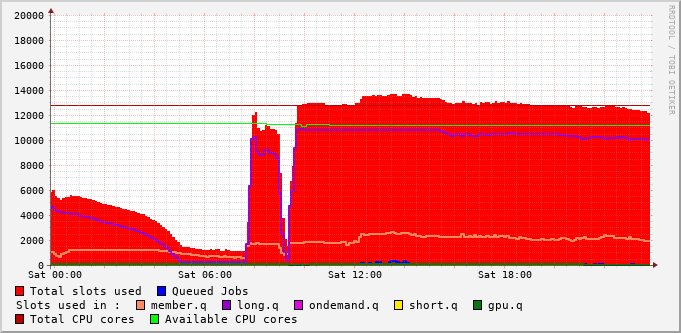 20000
18000
16000
14000
12000
10000
8000
6000
4000
2000
0
Sat 00:00 Sat 06:00 Sat 12:00 Sat 18:00
Total slots used Queued Jobs
Slots used in : member.q long.q ondemand.q short.q gpu.q
Total CPU cores Available CPU cores
RRDTOOL / TOBI OETIKER